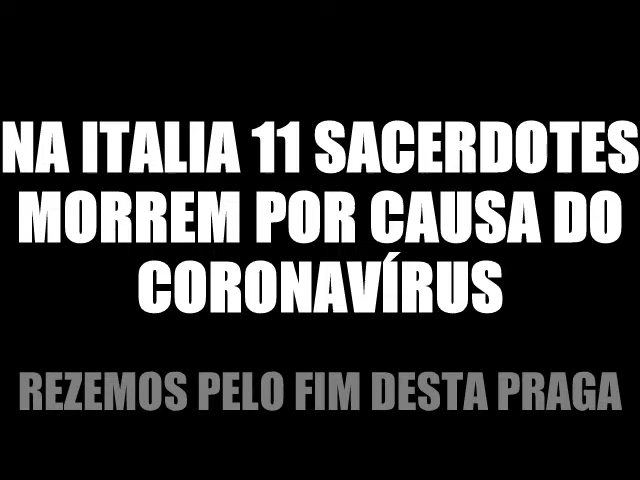 NA ITALIA 11 SACERDOTES
MORREM POR CAUSA DO
CORONAVÍRUS
REZEMOS PELO FIM DESTA PRAGA